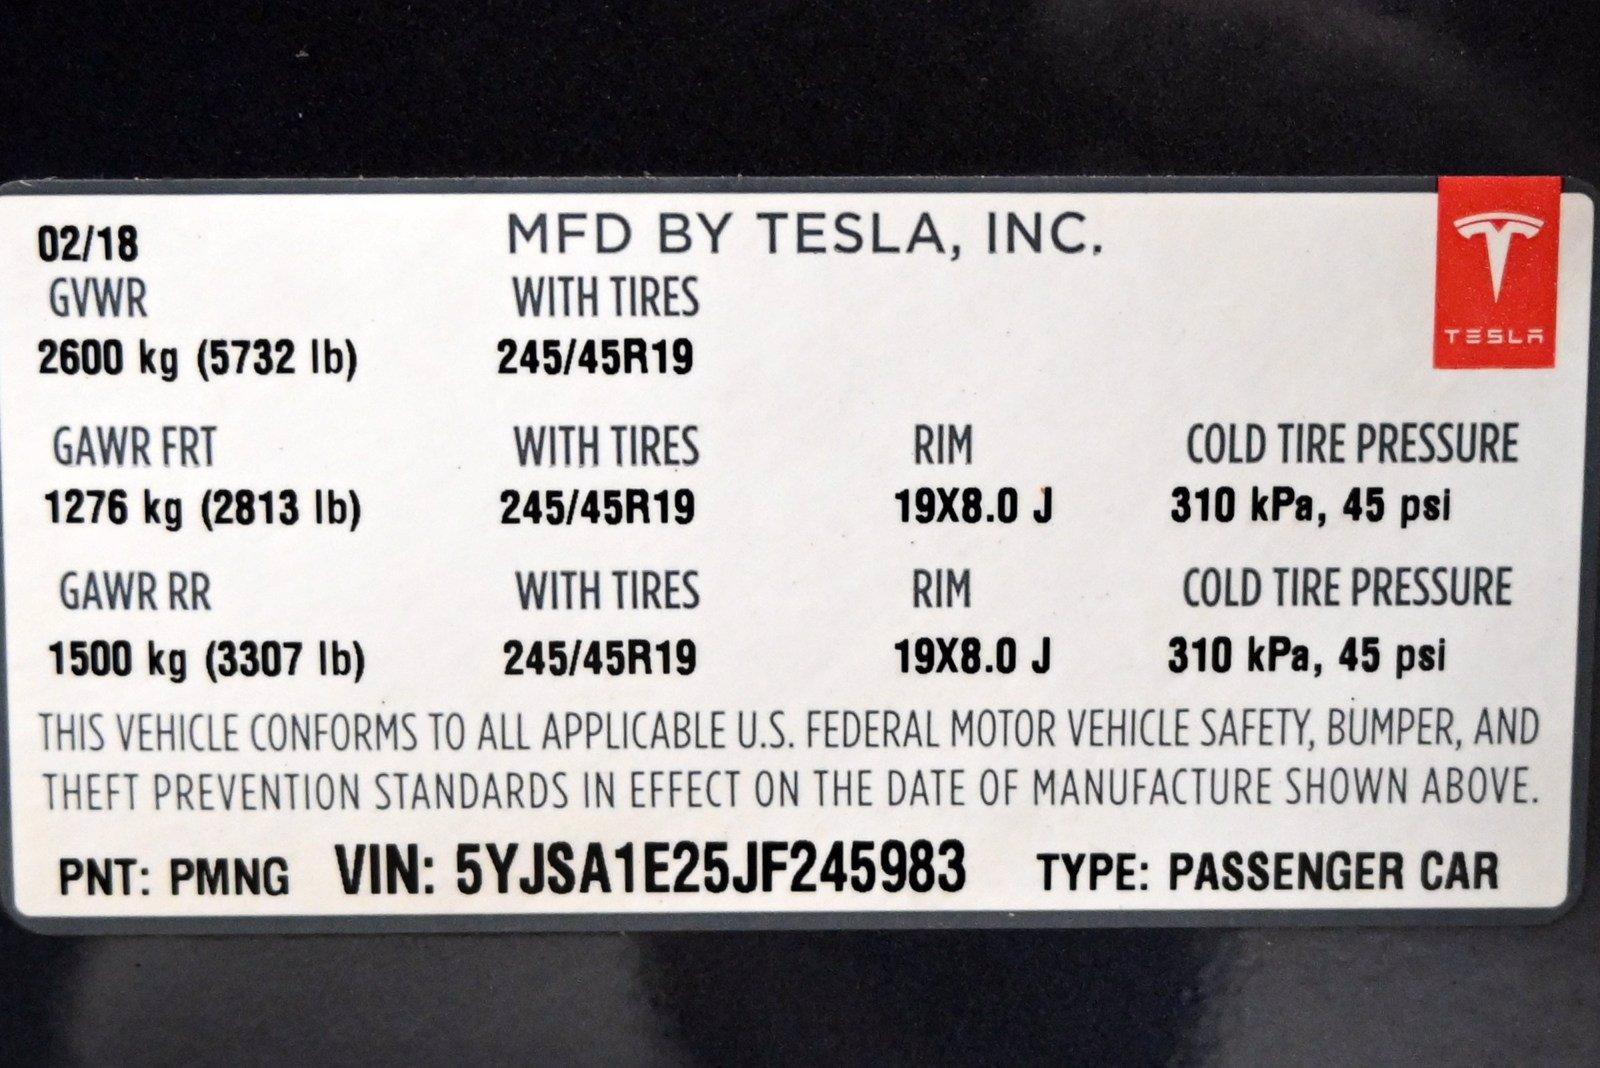 02/18 MFD BY TESLA, INC.
GVWR WITH TIRES
2600 kg (5732 lb) 245/45R19
TESLA
GAWR FRT WITH TIRES RIM COLD TIRE PRESSURE
1276 kg (2813 lb) 245/45R19 19X8.0 J 310 kPa, 45 psi
GAWR RR WITH TIRES RIM COLD TIRE PRESSURE
1500 kg (3307 lb) 245/45R19 19X8.0 J 310 kPa, 45 psi
THIS VEHICLE CONFORMS TO ALL APPLICABLE U.S. FEDERAL MOTOR VEHICLE SAFETY, BUMPER, AND
THEFT PREVENTION STANDARDS IN EFFECT ON THE DATE OF MANUFACTURE SHOWN ABOVE.
PNT: PMNG VIN: 5YJSA1E25JF245983 TYPE: PASSENGER CAR